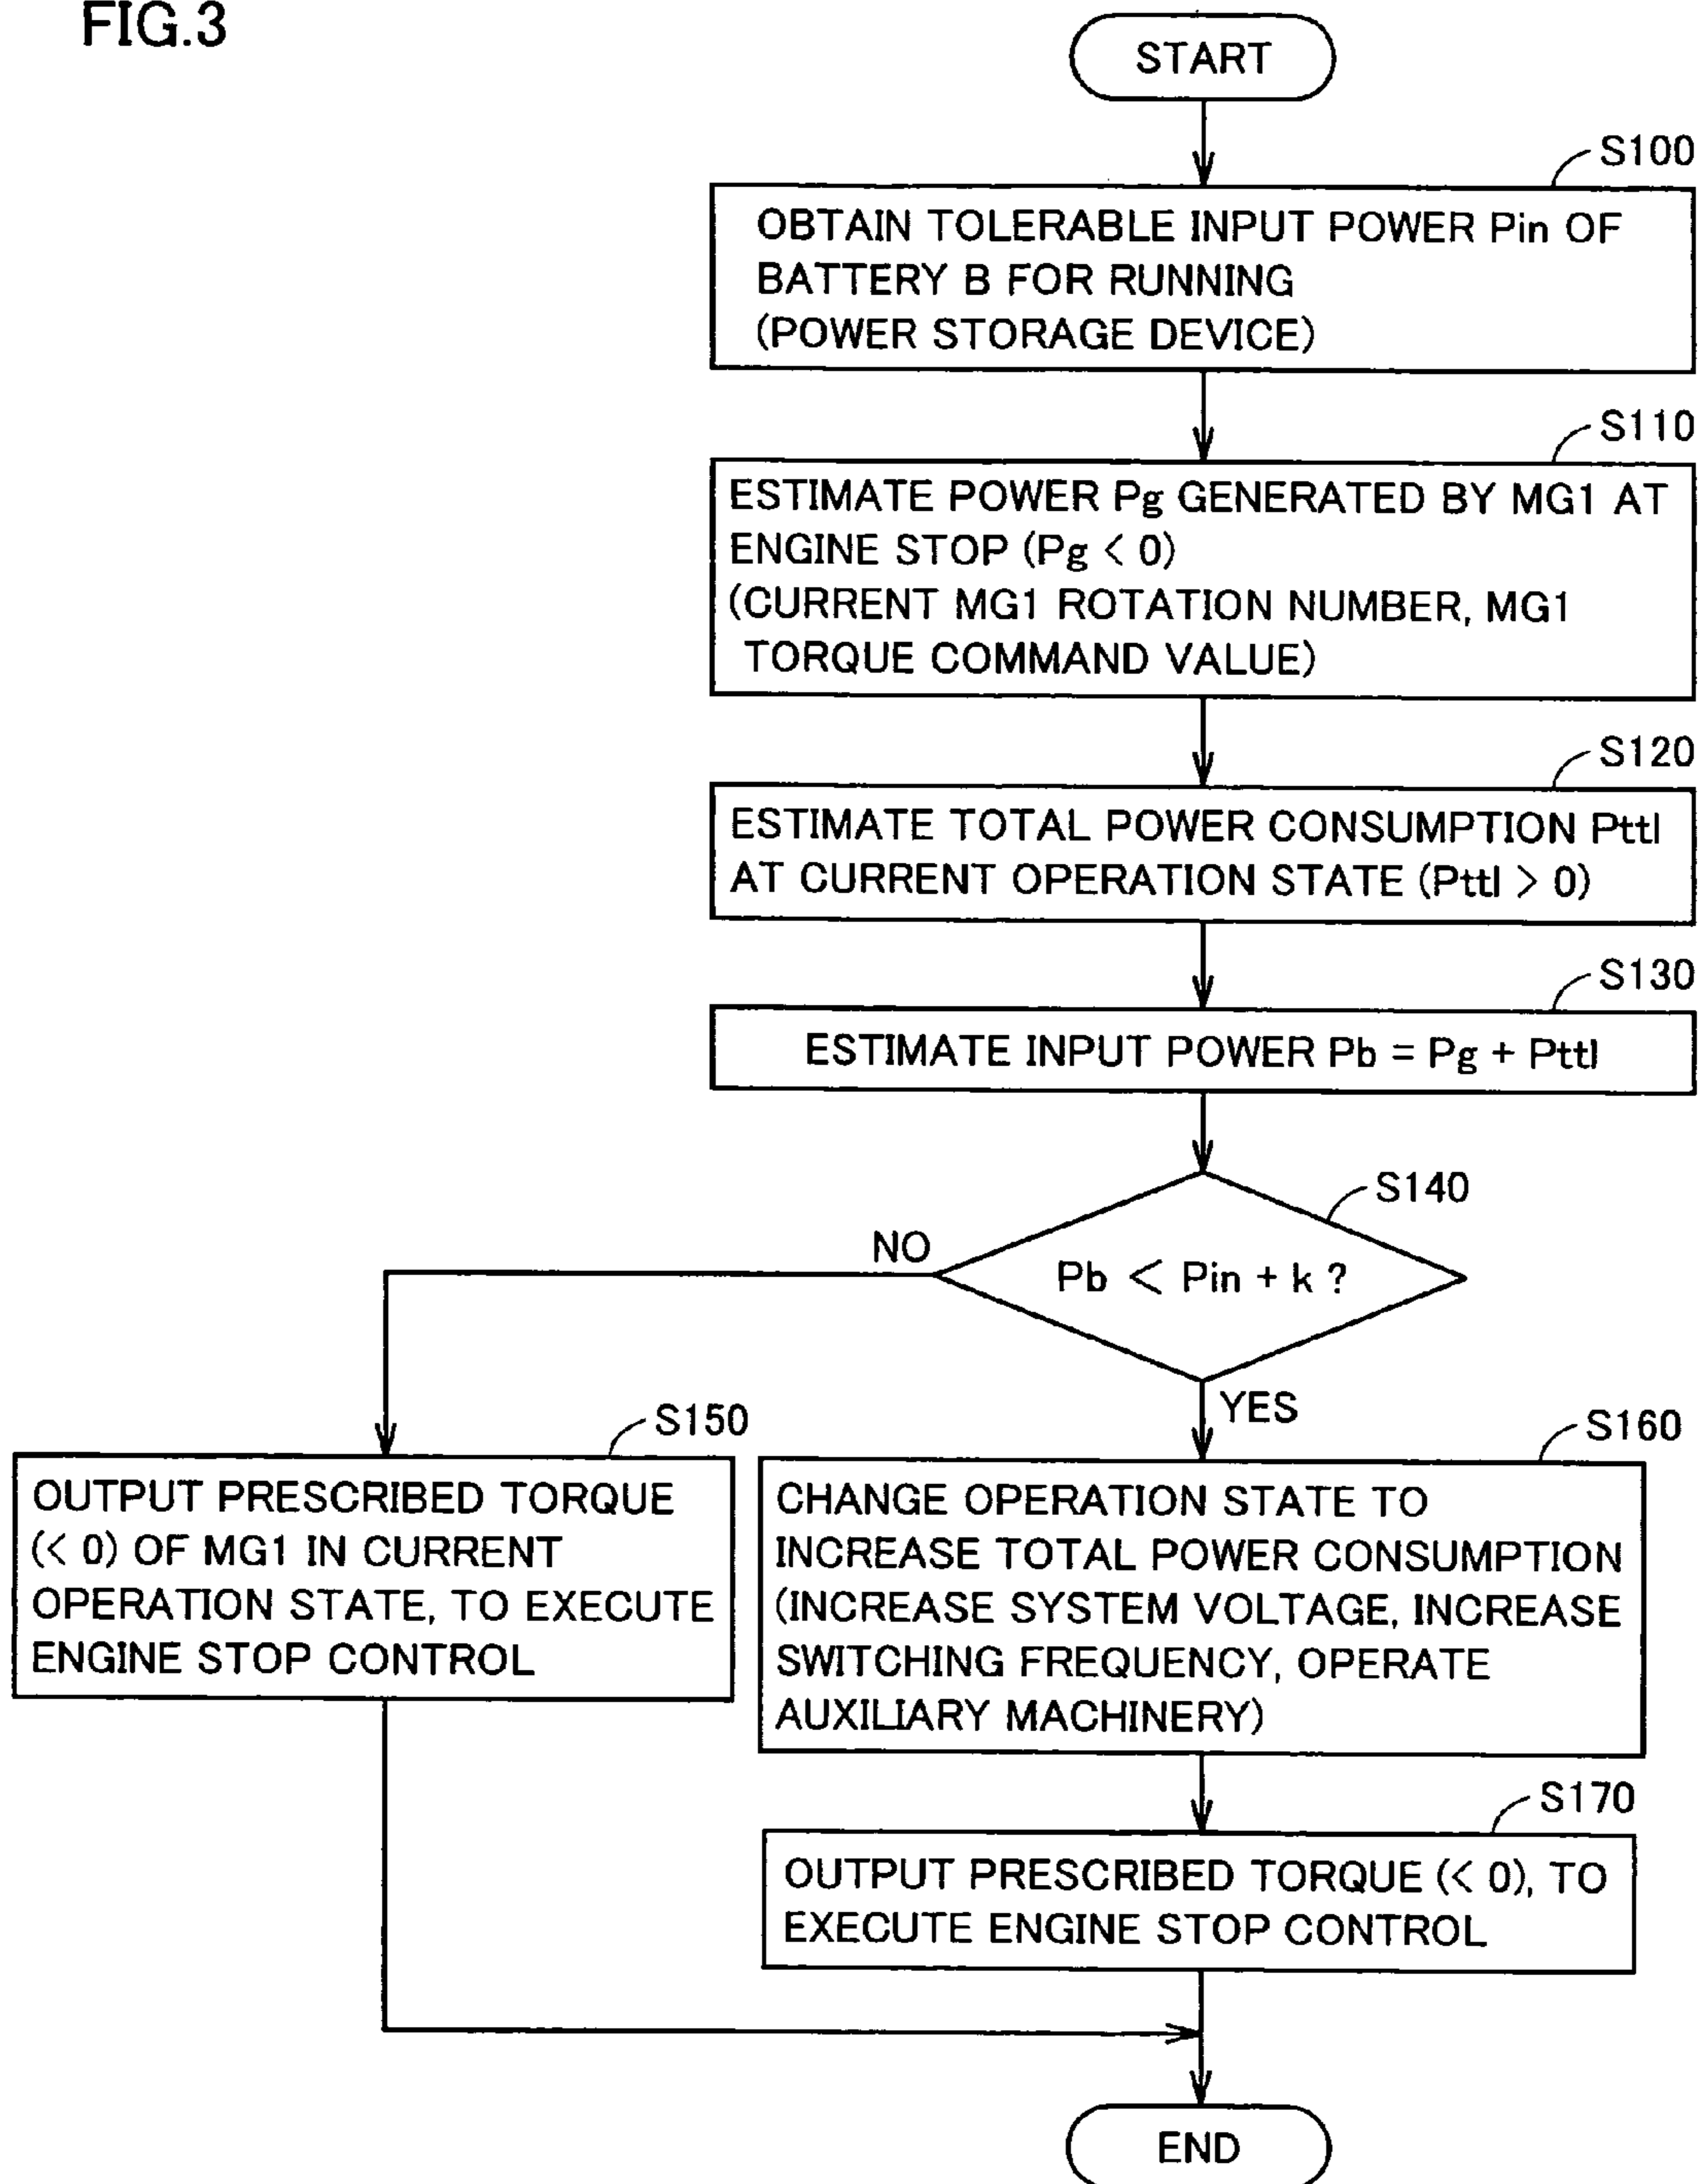 FIG.3
START
S100
OBTAIN TOLERABLE INPUT POWER Pin OF
BATTERY B FOR RUNNING
(POWER STORAGE DEVICE)
S110
ESTIMATE POWER Pg GENERATED BY MG1 AT
ENGINE STOP (Pg < 0)
(CURRENT MG1 ROTATION NUMBER, MG1
TORQUE COMMAND VALUE)
S120
ESTIMATE TOTAL POWER CONSUMPTION Pttl
AT CURRENT OPERATION STATE (Pttl > 0)
S130
ESTIMATE INPUT POWER Pb = Pg + Pttl
S140
Pb < Pin + k ?
NO
YES
S150
OUTPUT PRESCRIBED TORQUE
(< 0) OF MG1 IN CURRENT
OPERATION STATE, TO EXECUTE
ENGINE STOP CONTROL
S160
CHANGE OPERATION STATE TO
INCREASE TOTAL POWER CONSUMPTION
(INCREASE SYSTEM VOLTAGE, INCREASE
SWITCHING FREQUENCY, OPERATE
AUXILIARY MACHINERY)
S170
OUTPUT PRESCRIBED TORQUE (< 0), TO
EXECUTE ENGINE STOP CONTROL
END